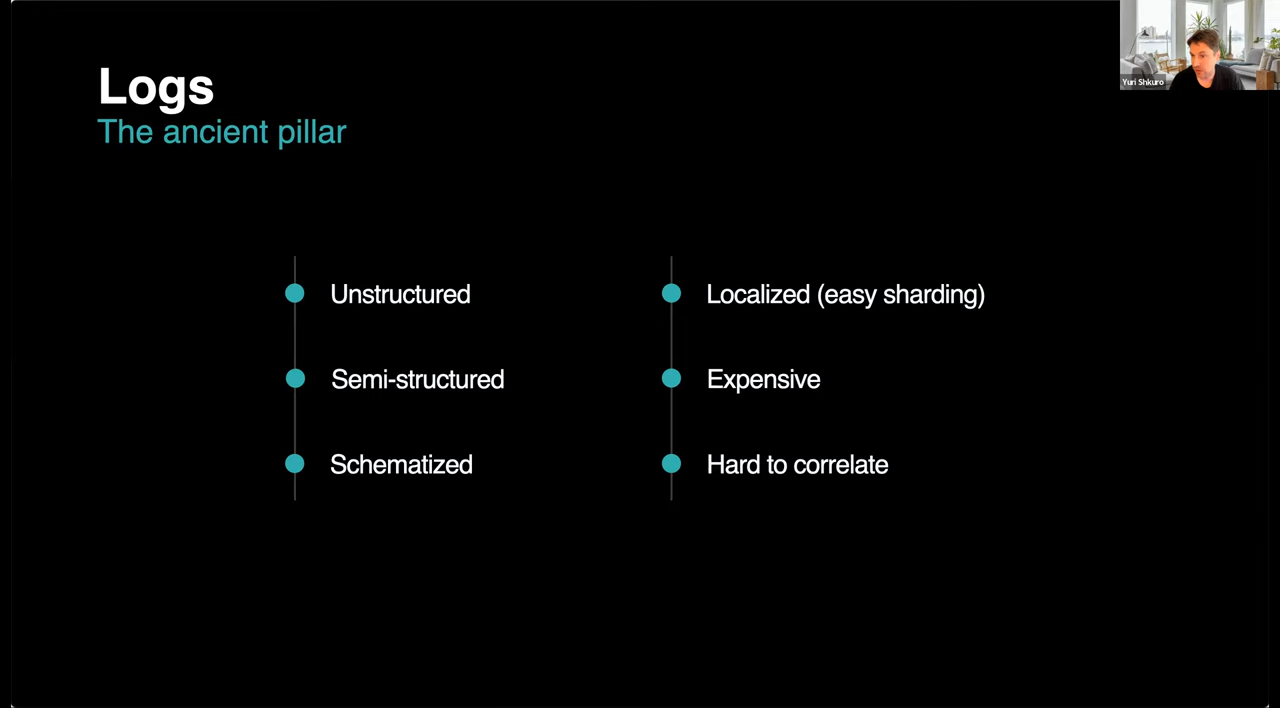 Logs
The ancient pillar
Unstructured
Semi-structured
Schematized
Localized (easy sharding)
Expensive
Hard to correlate
Yuri Shkuro